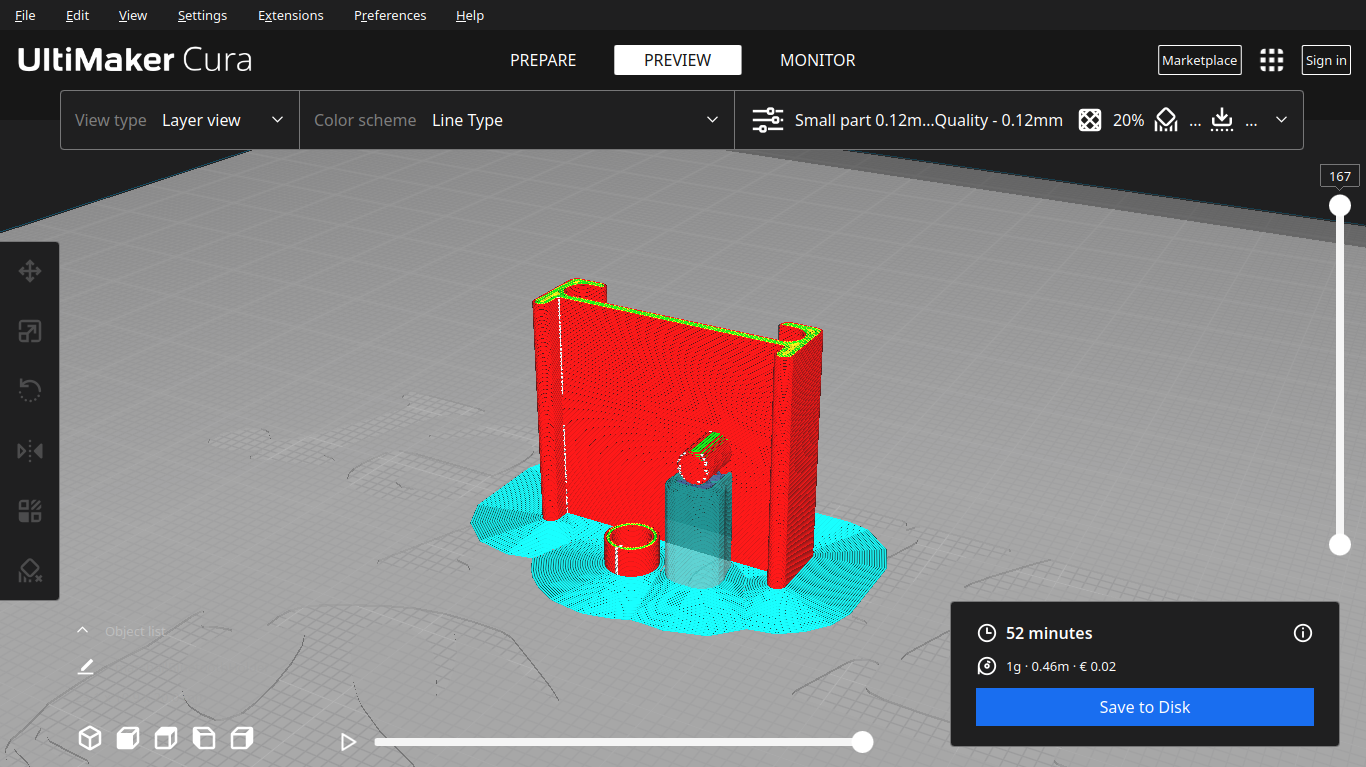 File Edit View Settings Extensions Preferences Help
UltiMaker Cura PREPARE PREVIEW MONITOR Marketplace Sign in
View type Layer view Color scheme Line Type Small part 0.12m...Quality - 0.12mm 20% ... ...
167
Object list
52 minutes
1g · 0.46m · € 0.02
Save to Disk